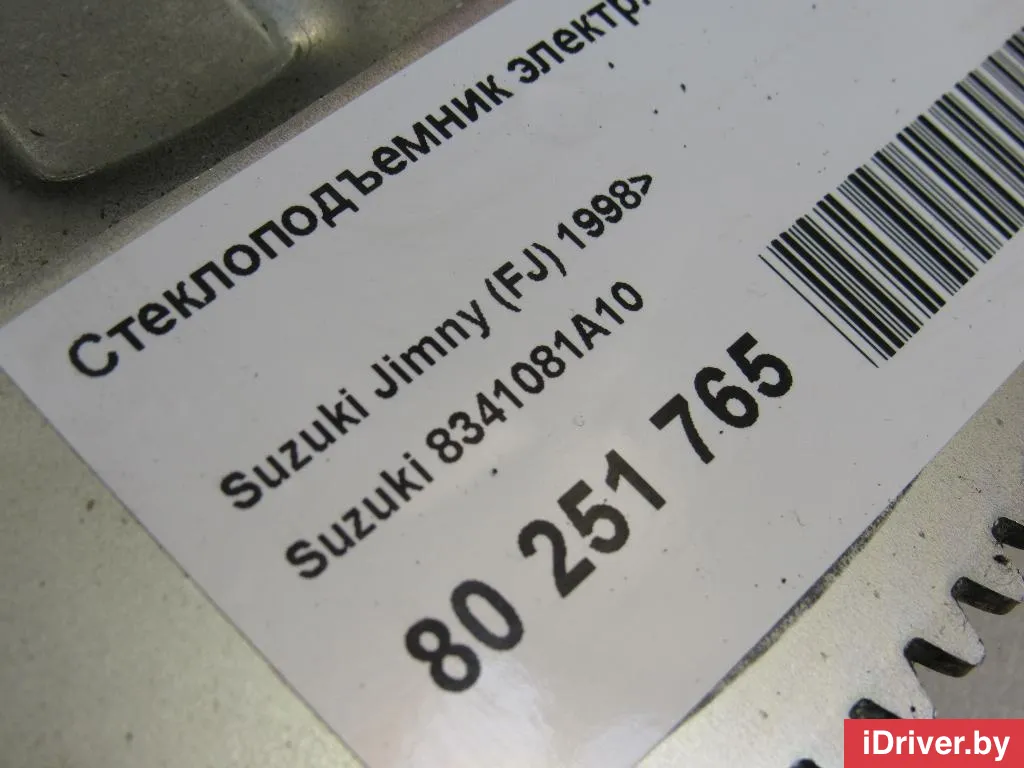 Стеклоподъемник электр.
Suzuki Jimny (FJ) 1998>
Suzuki 8341081A10
80 251 765
iDriver.by